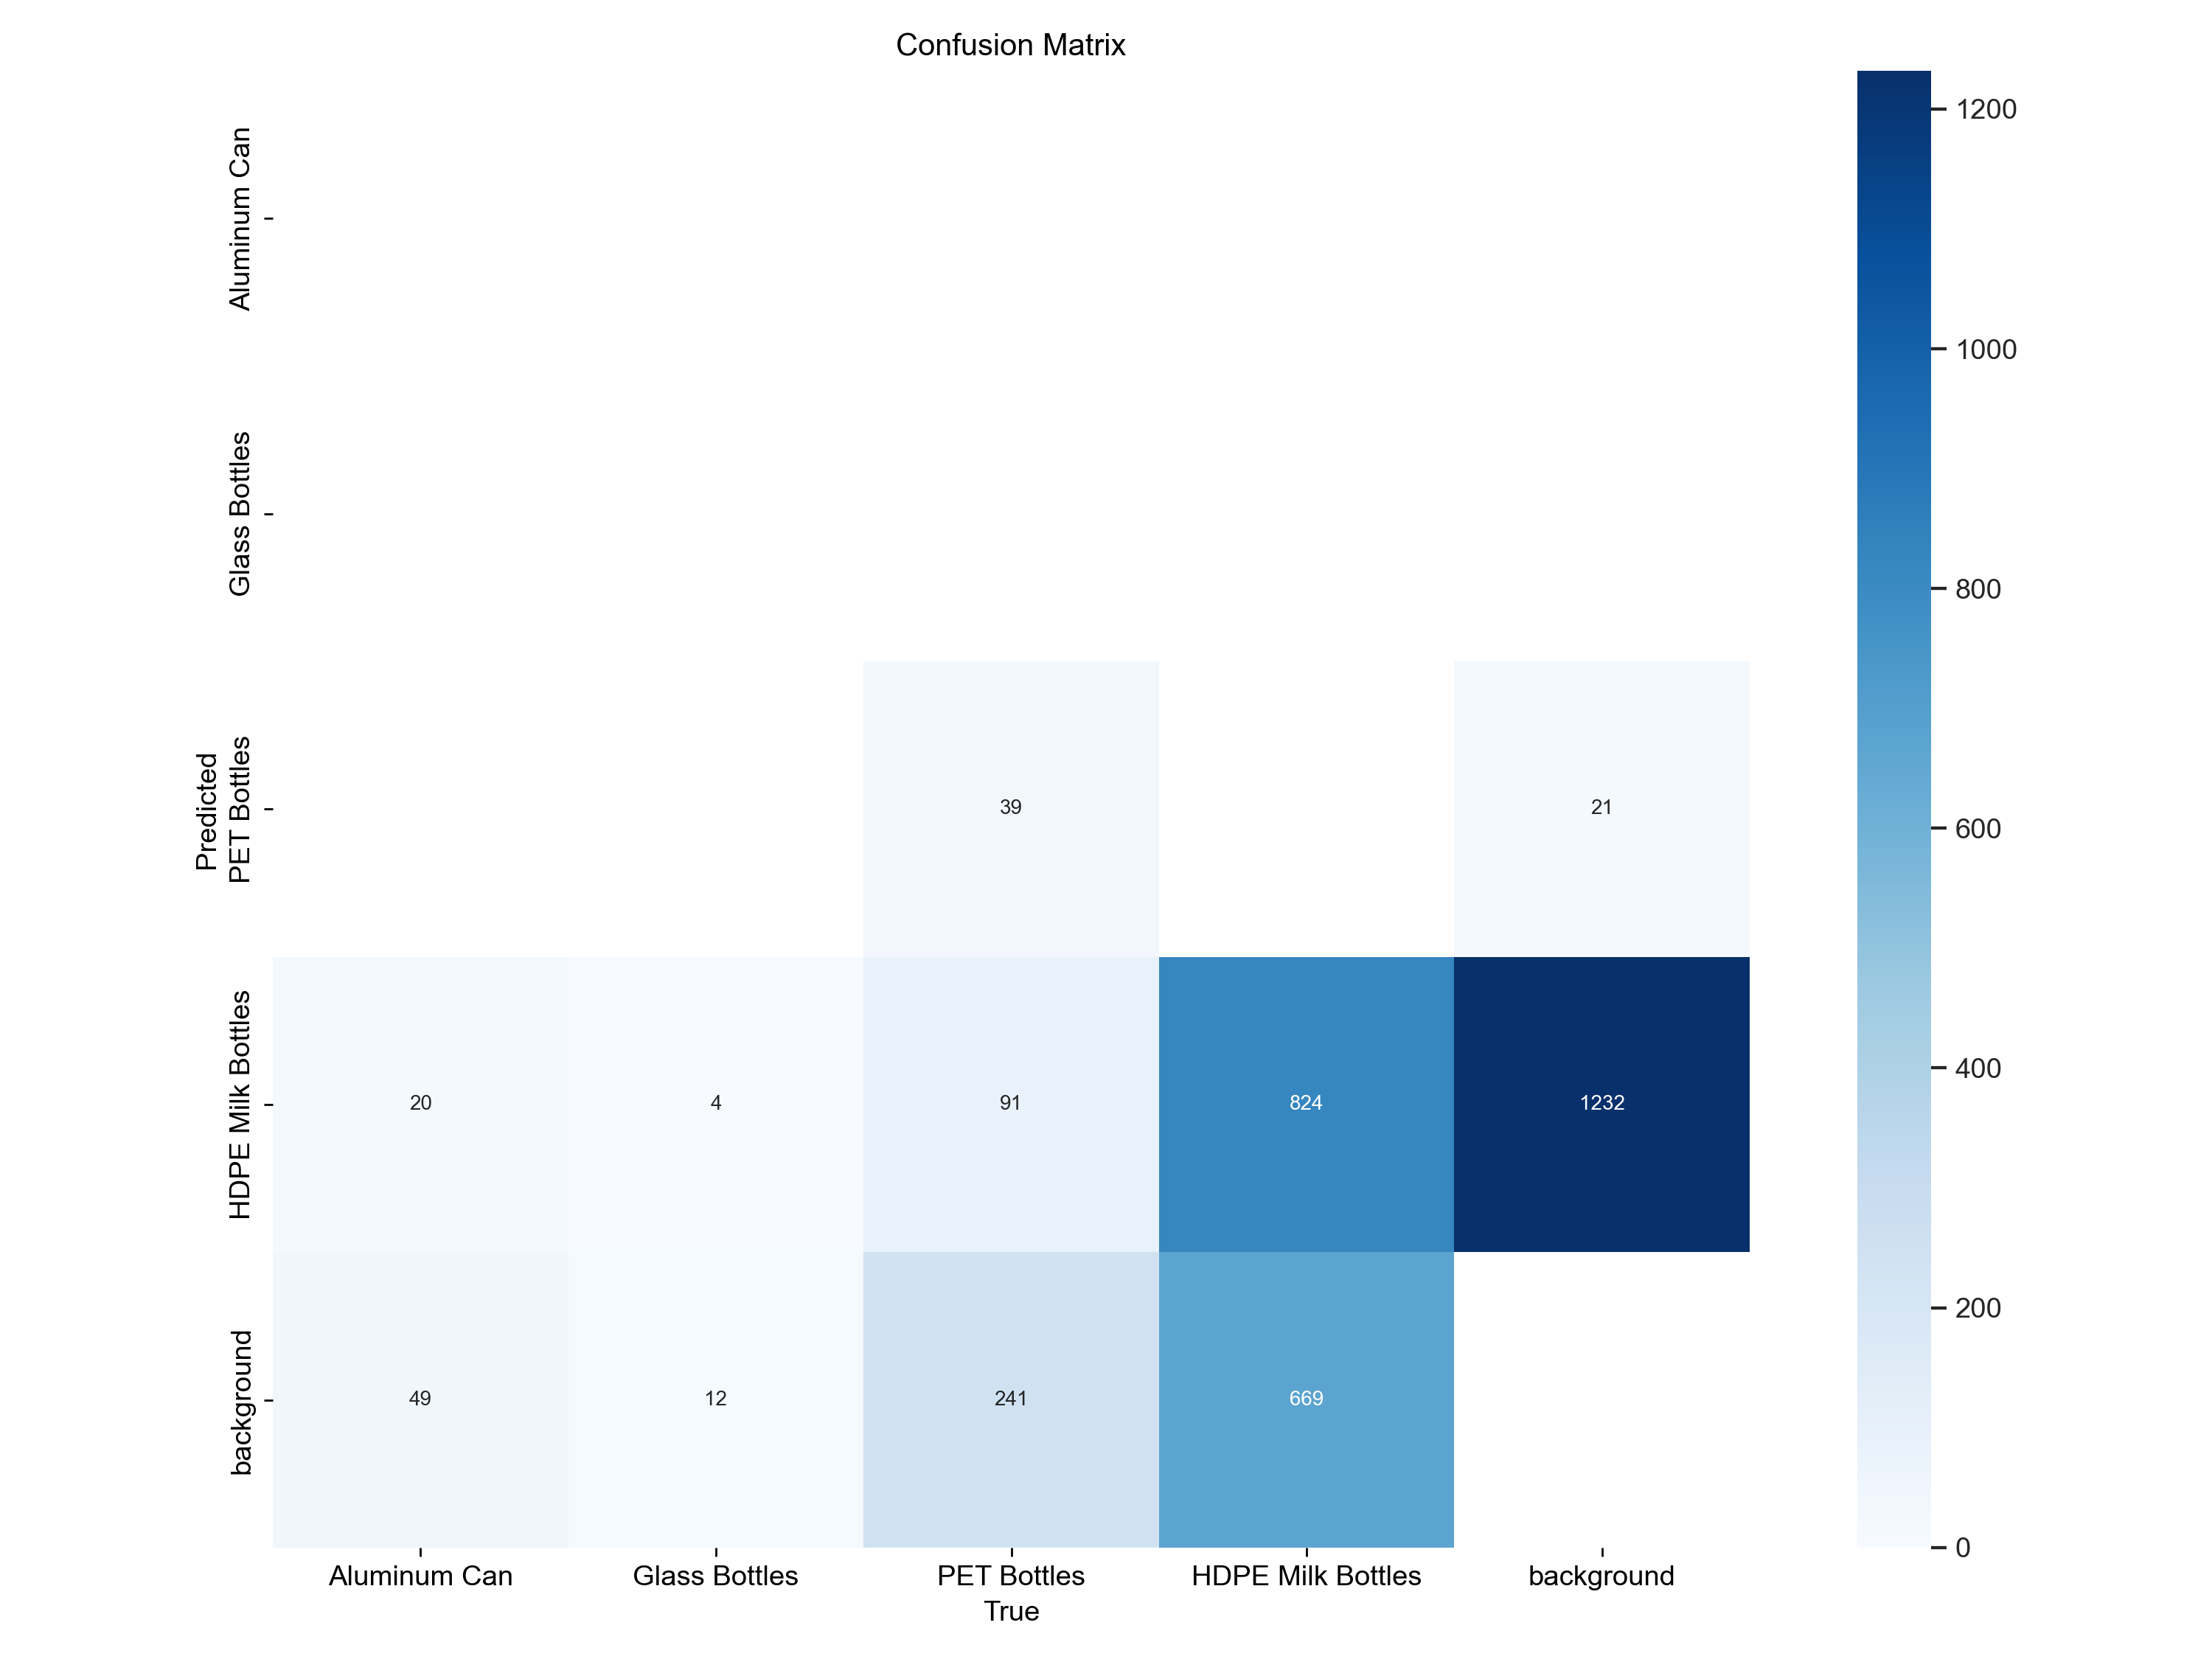 Confusion Matrix
Predicted
Aluminum Can
Glass Bottles
PET Bottles
HDPE Milk Bottles
background
39
21
20
4
91
824
1232
49
12
241
669
Aluminum Can
Glass Bottles
PET Bottles
HDPE Milk Bottles
background
True
1200
1000
800
600
400
200
0